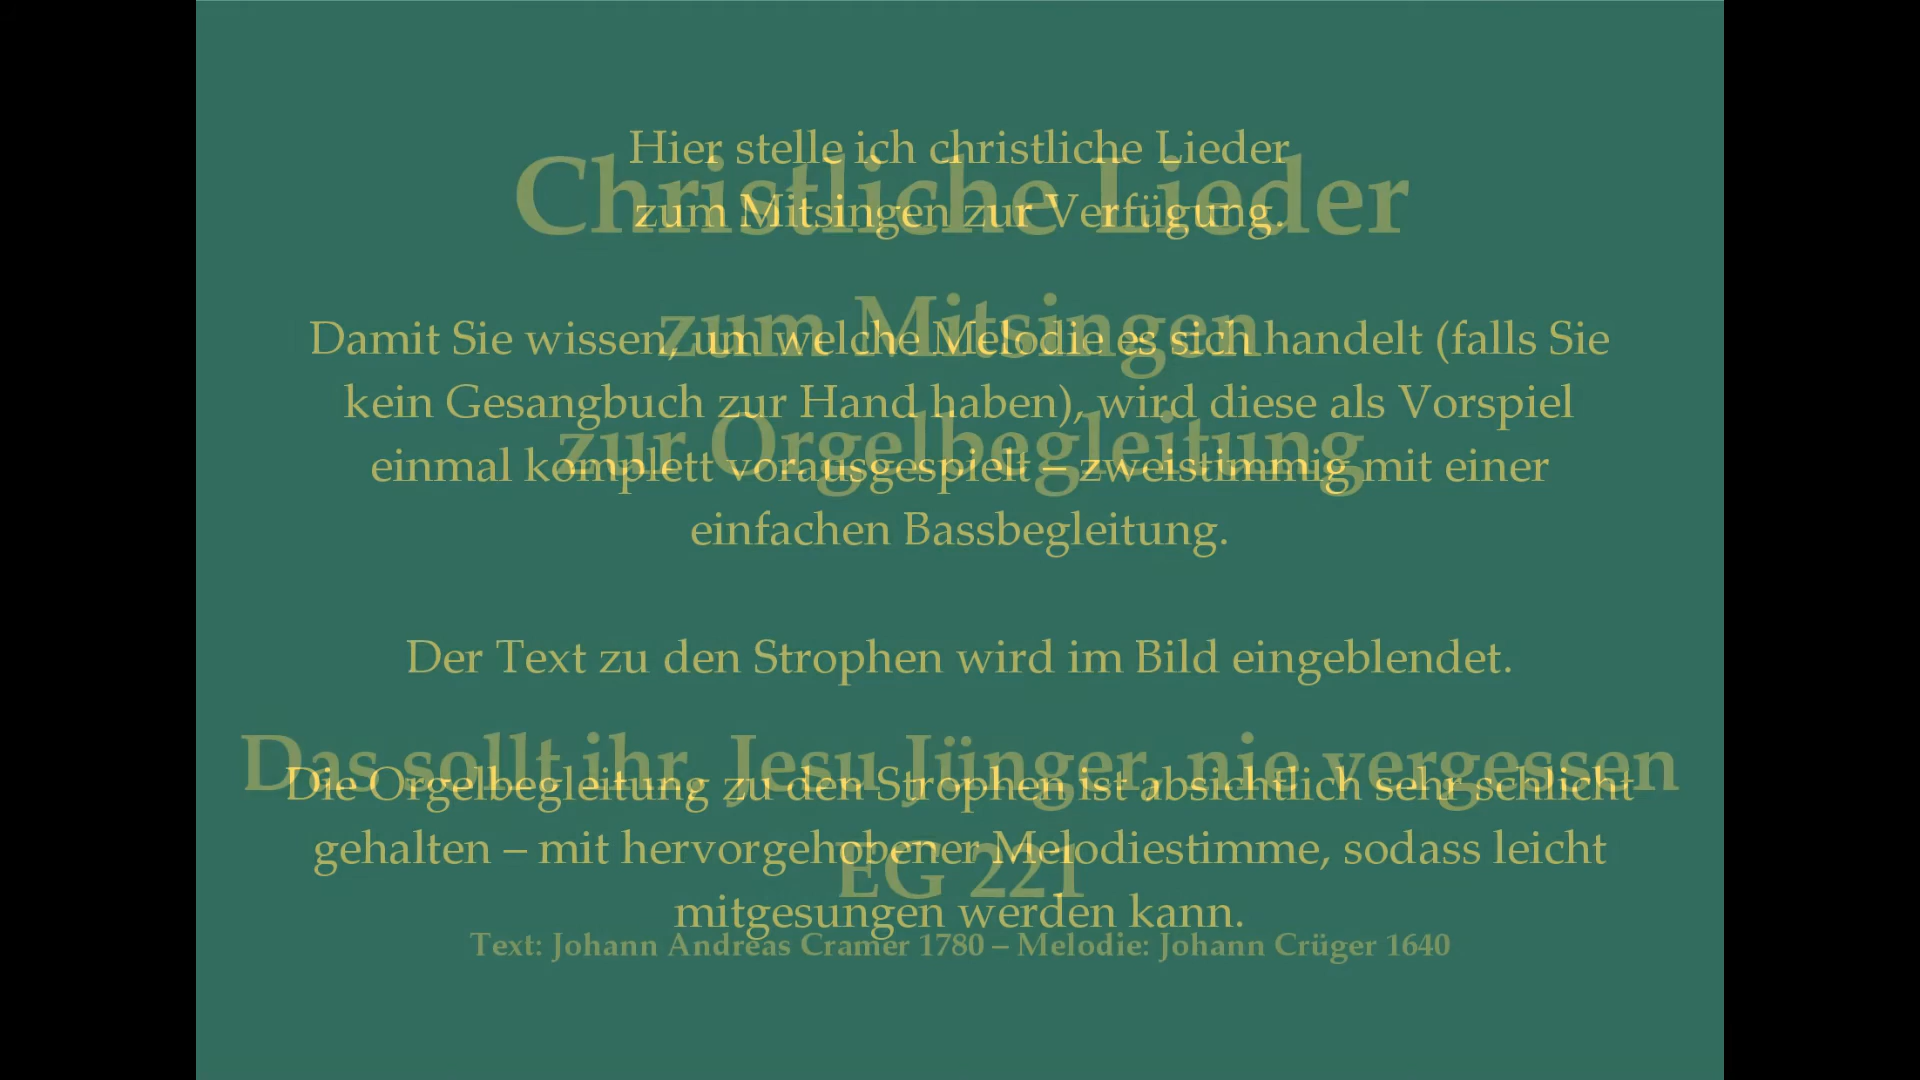 Hier stelle ich christliche Lieder
Christliche Lieder
zum Mitsingen zur Verfügung.
zum Mitsingen
Damit Sie wissen, um welche Melodie es sich handelt (falls Sie
kein Gesangbuch zur Hand haben), wird diese als Vorspiel
zur Orgelbegleitung
einmal komplett vorausgespielt – zweistimmig mit einer
einfachen Bassbegleitung.
Der Text zu den Strophen wird im Bild eingeblendet.
Das sollt ihr, Jesu Jünger, nie vergessen
Die Orgelbegleitung zu den Strophen ist absichtlich sehr schlicht
gehalten – mit hervorgehobener Melodiestimme, sodass leicht
EG 221
mitgesungen werden kann.
Text: Johann Andreas Cramer 1780 – Melodie: Johann Crüger 1640